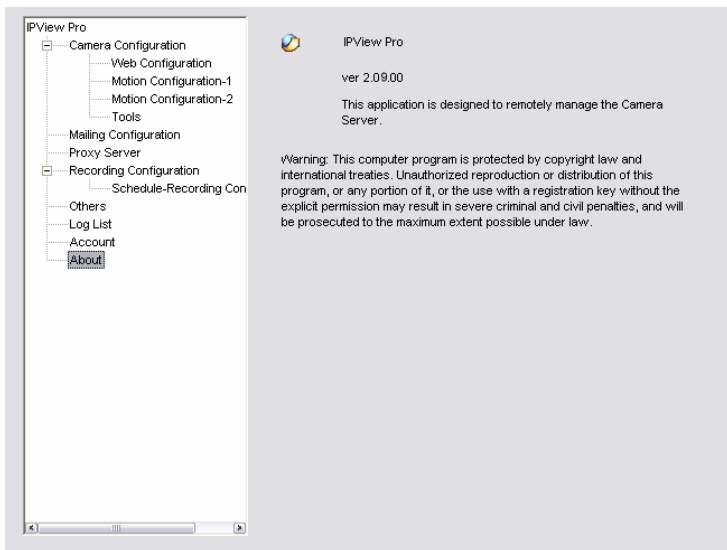 IPView Pro
Camera Configuration
Web Configuration
Motion Configuration-1
Motion Configuration-2
Tools
Mailing Configuration
Proxy Server
Recording Configuration
Schedule-Recording Con
Others
Log List
Account
About
IPView Pro
ver 2.09.00
This application is designed to remotely manage the Camera
Server.
Warning: This computer program is protected by copyright law and
international treaties. Unauthorized reproduction or distribution of this
program, or any portion of it, or the use with a registration key without the
explicit permission may result in severe criminal and civil penalties, and will
be prosecuted to the maximum extent possible under law.